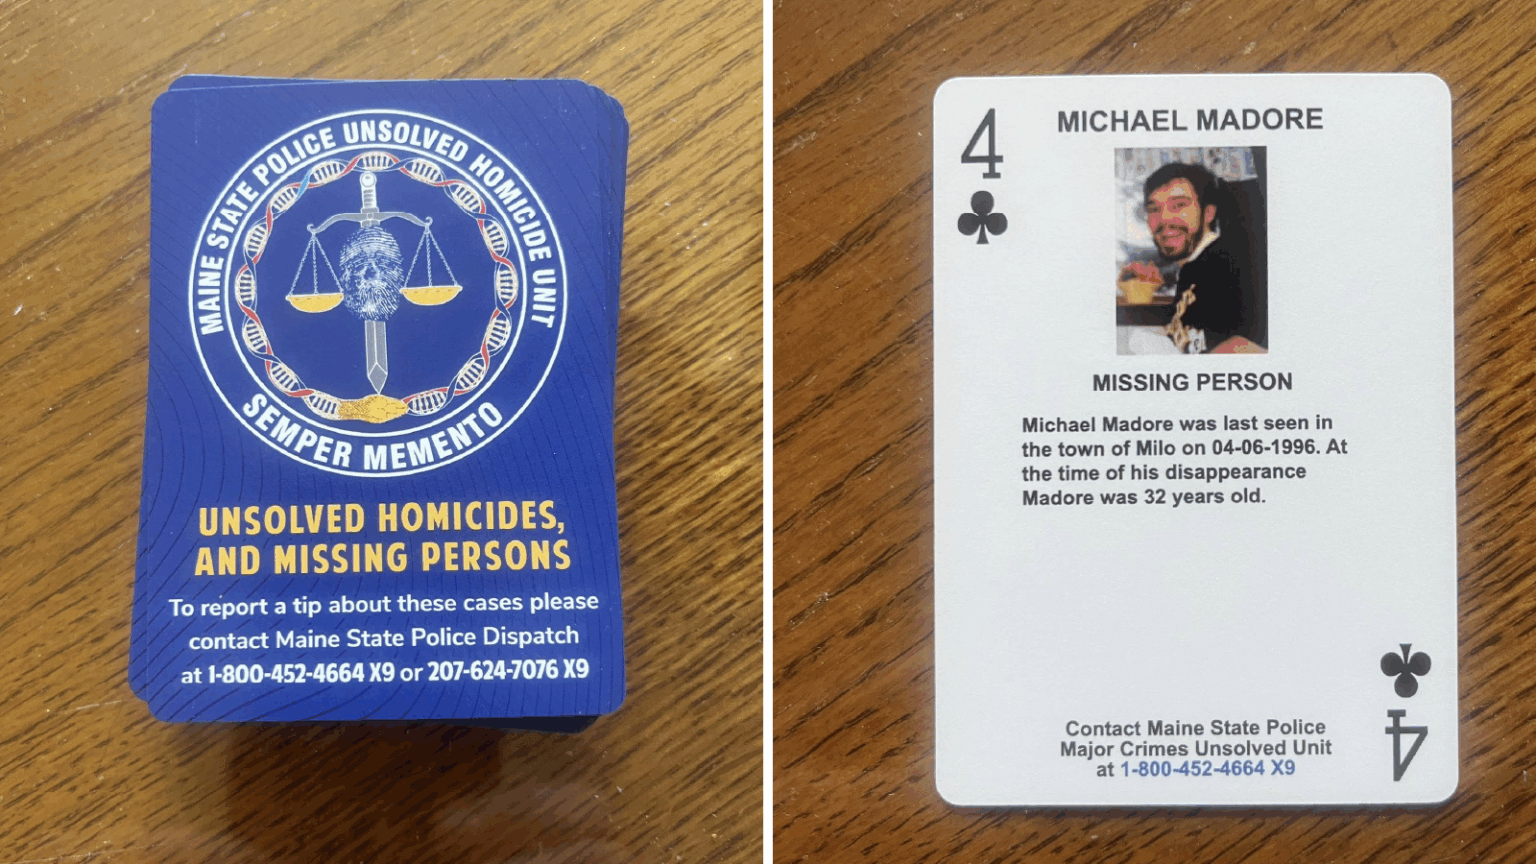 MAINE STATE POLICE UNSOLVED HOMICIDE UNIT
SEMPER MEMENTO
UNSOLVED HOMICIDES,
AND MISSING PERSONS
To report a tip about these cases please
contact Maine State Police Dispatch
at 1-800-452-4664 X9 or 207-624-7076 X9
4
MICHAEL MADORE
MISSING PERSON
Michael Madore was last seen in
the town of Milo on 04-06-1996. At
the time of his disappearance
Madore was 32 years old.
Contact Maine State Police
Major Crimes Unsolved Unit
at 1-800-452-4664 X9
4